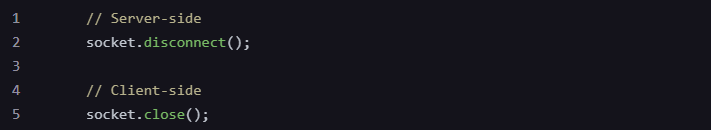 1 // Server-side
2 socket.disconnect();
3
4 // Client-side
5 socket.close();